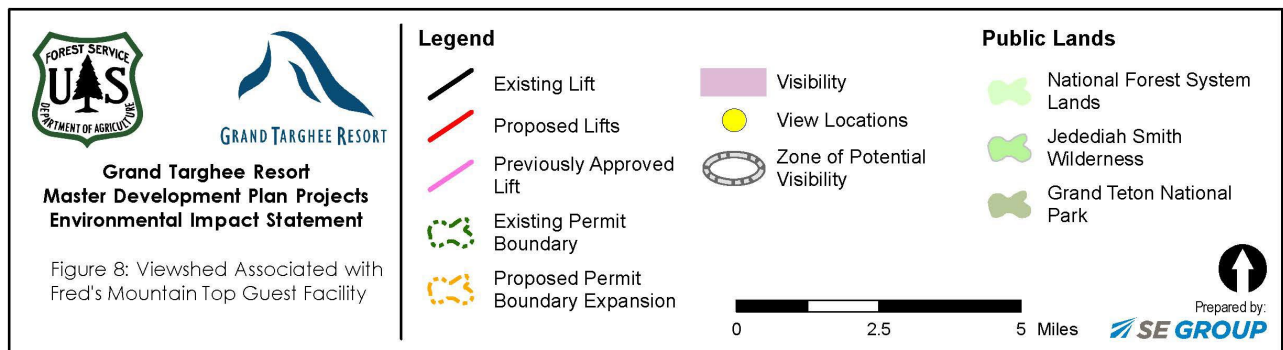 FOREST SERVICE
US
DEPARTMENT OF AGRICULTURE
GRAND TARGHEE RESORT
Grand Targhee Resort
Master Development Plan Projects
Environmental Impact Statement
Figure 8: Viewshed Associated with
Fred's Mountain Top Guest Facility
Legend
Existing Lift
Proposed Lifts
Previously Approved
Lift
Existing Permit
Boundary
Proposed Permit
Boundary Expansion
Visibility
View Locations
Zone of Potential
Visibility
0 2.5 5 Miles
Public Lands
National Forest System
Lands
Jedediah Smith
Wilderness
Grand Teton National
Park
Prepared by:
SE GROUP